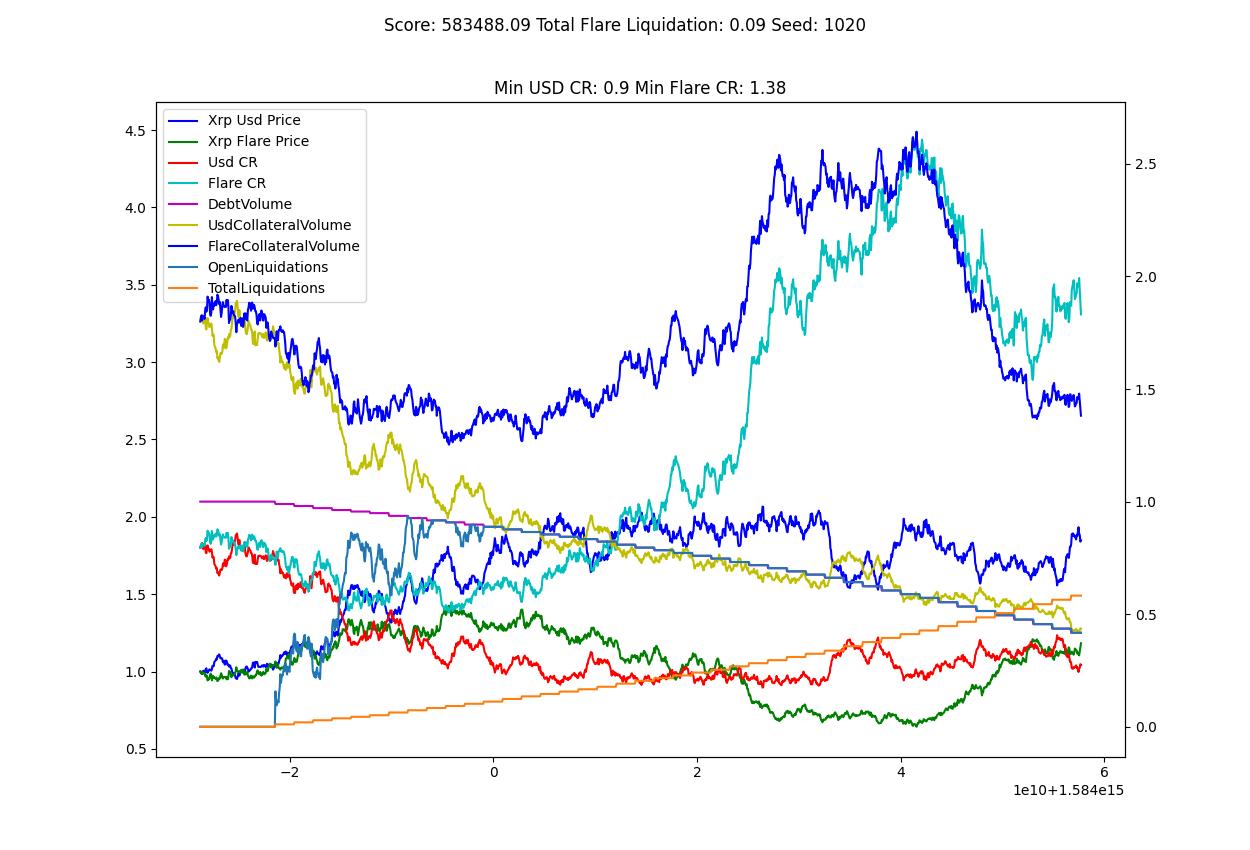 Score: 583488.09 Total Flare Liquidation: 0.09 Seed: 1020
Min USD CR: 0.9 Min Flare CR: 1.38
Xrp Usd Price
Xrp Flare Price
Usd CR
Flare CR
DebtVolume
UsdCollateralVolume
FlareCollateralVolume
OpenLiquidations
TotalLiquidations
4.5
4.0
3.5
3.0
2.5
2.0
1.5
1.0
0.5
2.5
2.0
1.5
1.0
0.5
0.0
−2 0 2 4 6
1e10+1.584e15